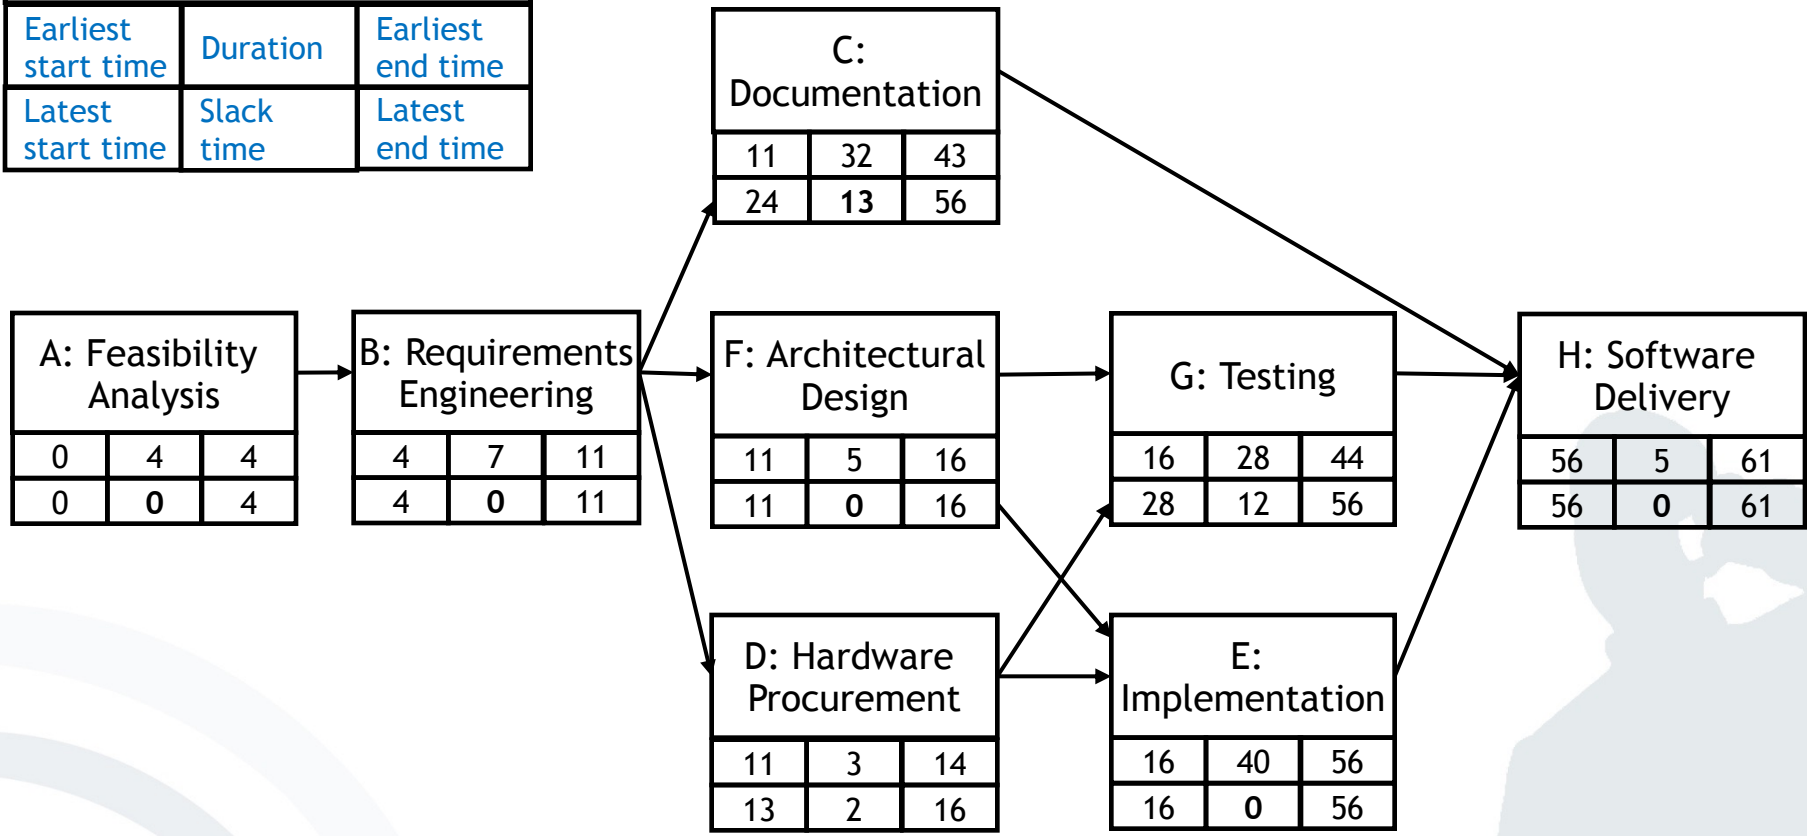 Earliest start time
Duration
Earliest end time
Latest start time
Slack time
Latest end time
C:
Documentation
11 32 43
24 13 56
A: Feasibility
Analysis
0 4 4
0 0 4
B: Requirements
Engineering
4 7 11
4 0 11
F: Architectural
Design
11 5 16
11 0 16
G: Testing
16 28 44
28 12 56
H: Software
Delivery
56 5 61
56 0 61
D: Hardware
Procurement
11 3 14
13 2 16
E:
Implementation
16 40 56
16 0 56